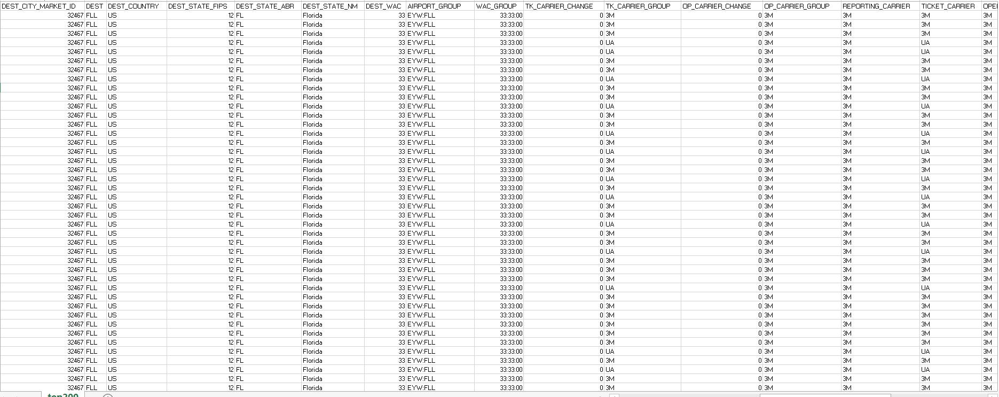 DEST_CITY_MARKET_ID DEST DEST_COUNTRY DEST_STATE_FIPS DEST_STATE_ABR DEST_STATE_NM DEST_WAC AIRPORT_GROUP WAC_GROUP TK_CARRIER_CHANGE TK_CARRIER_GROUP OP_CARRIER_CHANGE OP_CARRIER_GROUP REPORTING_CARRIER TICKET_CARRIER
32467 FLL US 12 FL Florida 33 EYW:FLL 33:33:00 0 3M 0 3M 3M 3M 3M
32467 FLL US 12 FL Florida 33 EYW:FLL 33:33:00 0 3M 0 3M 3M 3M 3M
32467 FLL US 12 FL Florida 33 EYW:FLL 33:33:00 0 3M 0 3M 3M 3M 3M
32467 FLL US 12 FL Florida 33 EYW:FLL 33:33:00 0 UA 0 3M 3M UA 3M
32467 FLL US 12 FL Florida 33 EYW:FLL 33:33:00 0 UA 0 3M 3M UA 3M
32467 FLL US 12 FL Florida 33 EYW:FLL 33:33:00 0 3M 0 3M 3M 3M 3M
32467 FLL US 12 FL Florida 33 EYW:FLL 33:33:00 0 3M 0 3M 3M 3M 3M
32467 FLL US 12 FL Florida 33 EYW:FLL 33:33:00 0 UA 0 3M 3M UA 3M
32467 FLL US 12 FL Florida 33 EYW:FLL 33:33:00 0 3M 0 3M 3M 3M 3M
32467 FLL US 12 FL Florida 33 EYW:FLL 33:33:00 0 3M 0 3M 3M 3M 3M
32467 FLL US 12 FL Florida 33 EYW:FLL 33:33:00 0 UA 0 3M 3M UA 3M
32467 FLL US 12 FL Florida 33 EYW:FLL 33:33:00 0 3M 0 3M 3M 3M 3M
32467 FLL US 12 FL Florida 33 EYW:FLL 33:33:00 0 3M 0 3M 3M 3M 3M
32467 FLL US 12 FL Florida 33 EYW:FLL 33:33:00 0 UA 0 3M 3M UA 3M
32467 FLL US 12 FL Florida 33 EYW:FLL 33:33:00 0 3M 0 3M 3M 3M 3M
32467 FLL US 12 FL Florida 33 EYW:FLL 33:33:00 0 UA 0 3M 3M UA 3M
32467 FLL US 12 FL Florida 33 EYW:FLL 33:33:00 0 3M 0 3M 3M 3M 3M
32467 FLL US 12 FL Florida 33 EYW:FLL 33:33:00 0 3M 0 3M 3M 3M 3M
32467 FLL US 12 FL Florida 33 EYW:FLL 33:33:00 0 UA 0 3M 3M UA 3M
32467 FLL US 12 FL Florida 33 EYW:FLL 33:33:00 0 3M 0 3M 3M 3M 3M
32467 FLL US 12 FL Florida 33 EYW:FLL 33:33:00 0 UA 0 3M 3M UA 3M
32467 FLL US 12 FL Florida 33 EYW:FLL 33:33:00 0 3M 0 3M 3M 3M 3M
32467 FLL US 12 FL Florida 33 EYW:FLL 33:33:00 0 3M 0 3M 3M 3M 3M
32467 FLL US 12 FL Florida 33 EYW:FLL 33:33:00 0 UA 0 3M 3M UA 3M
32467 FLL US 12 FL Florida 33 EYW:FLL 33:33:00 0 3M 0 3M 3M 3M 3M
32467 FLL US 12 FL Florida 33 EYW:FLL 33:33:00 0 3M 0 3M 3M 3M 3M
32467 FLL US 12 FL Florida 33 EYW:FLL 33:33:00 0 UA 0 3M 3M UA 3M
32467 FLL US 12 FL Florida 33 EYW:FLL 33:33:00 0 3M 0 3M 3M 3M 3M
32467 FLL US 12 FL Florida 33 EYW:FLL 33:33:00 0 3M 0 3M 3M 3M 3M
32467 FLL US 12 FL Florida 33 EYW:FLL 33:33:00 0 3M 0 3M 3M 3M 3M
32467 FLL US 12 FL Florida 33 EYW:FLL 33:33:00 0 UA 0 3M 3M UA 3M
32467 FLL US 12 FL Florida 33 EYW:FLL 33:33:00 0 3M 0 3M 3M 3M 3M
32467 FLL US 12 FL Florida 33 EYW:FLL 33:33:00 0 3M 0 3M 3M 3M 3M
32467 FLL US 12 FL Florida 33 EYW:FLL 33:33:00 0 3M 0 3M 3M 3M 3M
32467 FLL US 12 FL Florida 33 EYW:FLL 33:33:00 0 3M 0 3M 3M 3M 3M
32467 FLL US 12 FL Florida 33 EYW:FLL 33:33:00 0 3M 0 3M 3M 3M 3M
32467 FLL US 12 FL Florida 33 EYW:FLL 33:33:00 0 3M 0 3M 3M 3M 3M
32467 FLL US 12 FL Florida 33 EYW:FLL 33:33:00 0 UA 0 3M 3M UA 3M
32467 FLL US 12 FL Florida 33 EYW:FLL 33:33:00 0 3M 0 3M 3M 3M 3M
32467 FLL US 12 FL Florida 33 EYW:FLL 33:33:00 0 UA 0 3M 3M UA 3M
32467 FLL US 12 FL Florida 33 EYW:FLL 33:33:00 0 3M 0 3M 3M 3M 3M
32467 FLL US 12 FL Florida 33 EYW:FLL 33:33:00 0 3M 0 3M 3M 3M 3M